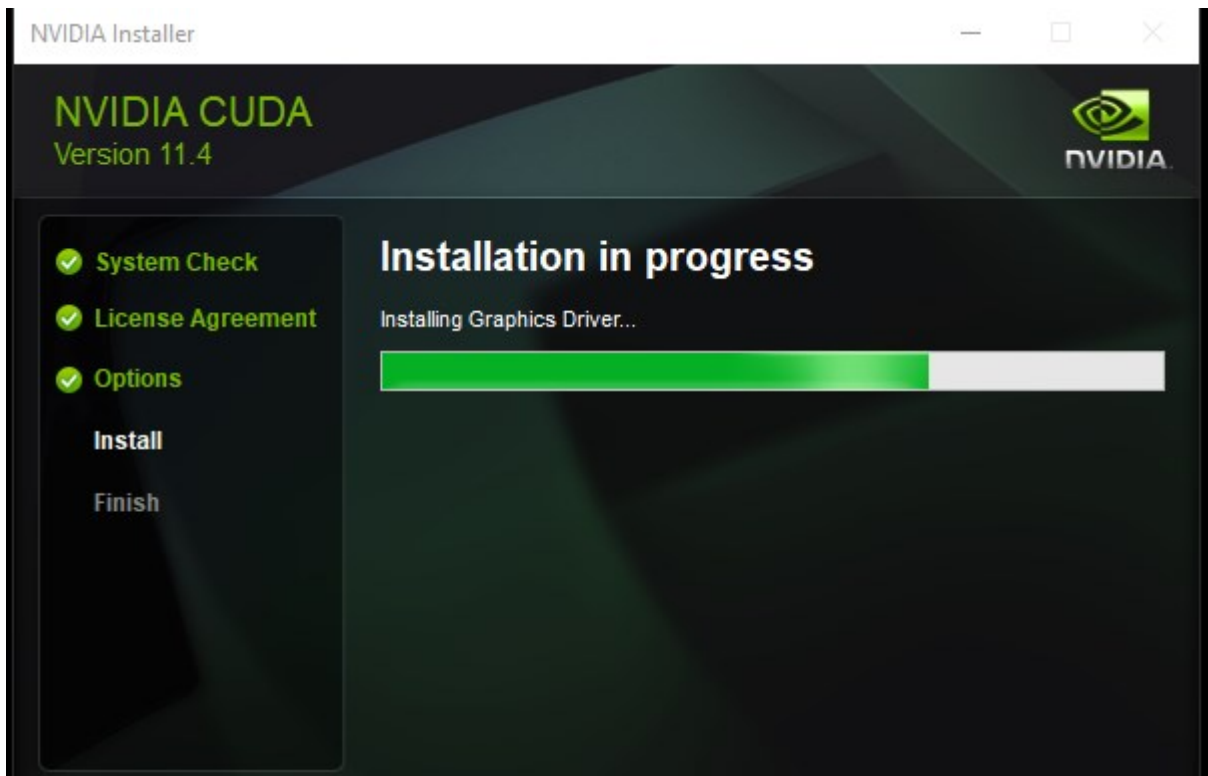 NVIDIA Installer
NVIDIA CUDA
Version 11.4
NVIDIA.
System Check
License Agreement
Options
Install
Finish
Installation in progress
Installing Graphics Driver...